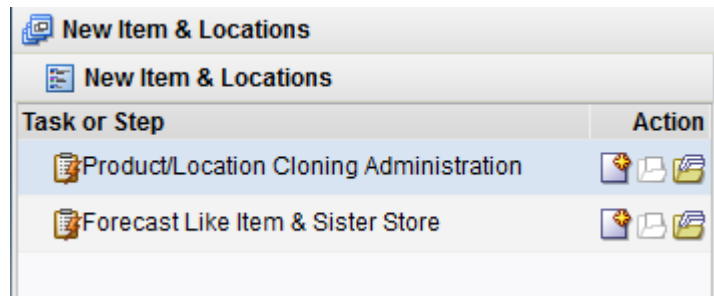 New Item & Locations
New Item & Locations
Task or Step Action
Product/Location Cloning Administration
Forecast Like Item & Sister Store